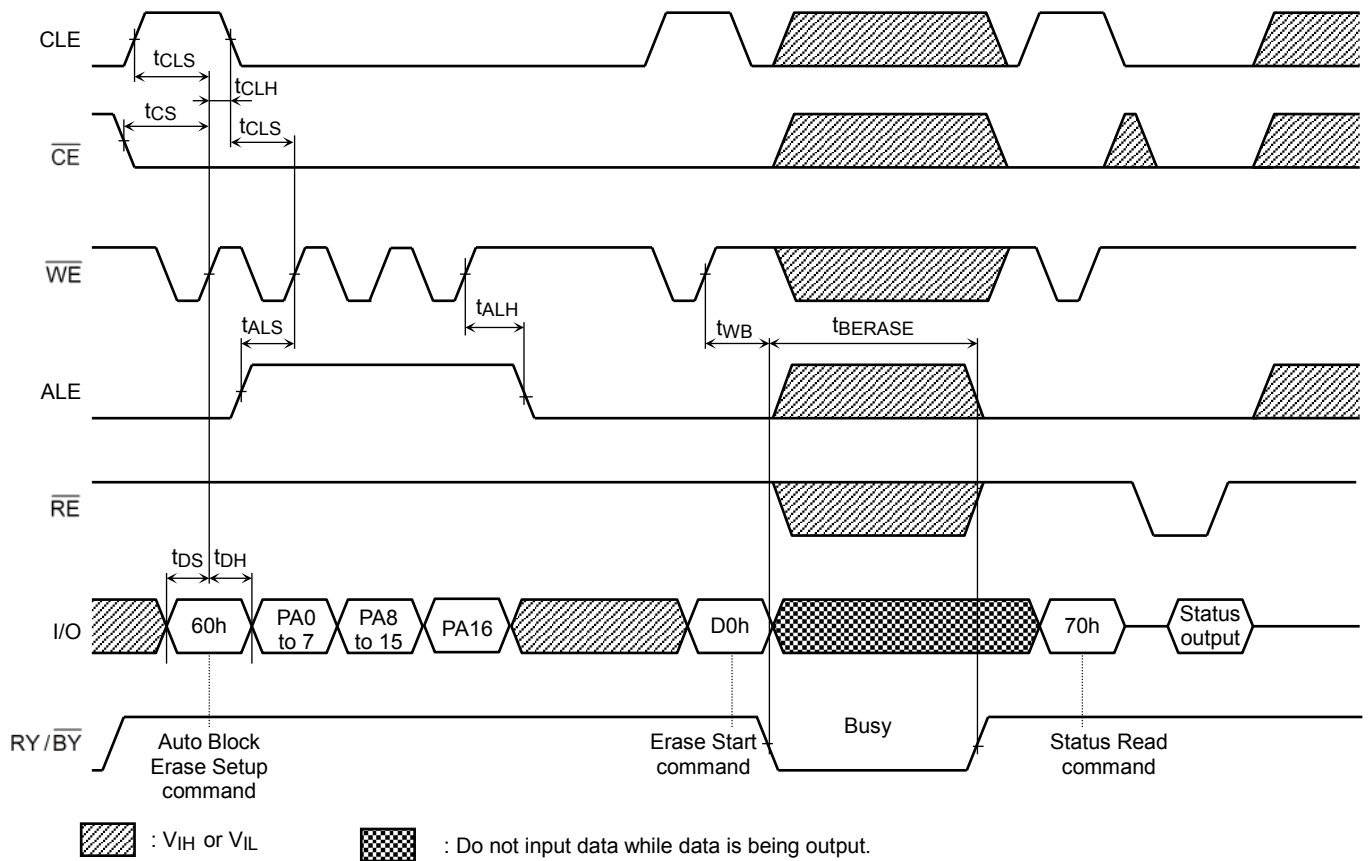 CLE
tCLS
tCLH
tCS
tCLS
CE
WE
tALS
tALH
tWB
tBERASE
ALE
RE
tDS
tDH
I/O
60h
PA0
to 7
PA8
to 15
PA16
D0h
70h
Status
output
RY / BY
Busy
Auto Block
Erase Setup
command
Erase Start
command
Status Read
command
: VIH or VIL
: Do not input data while data is being output.